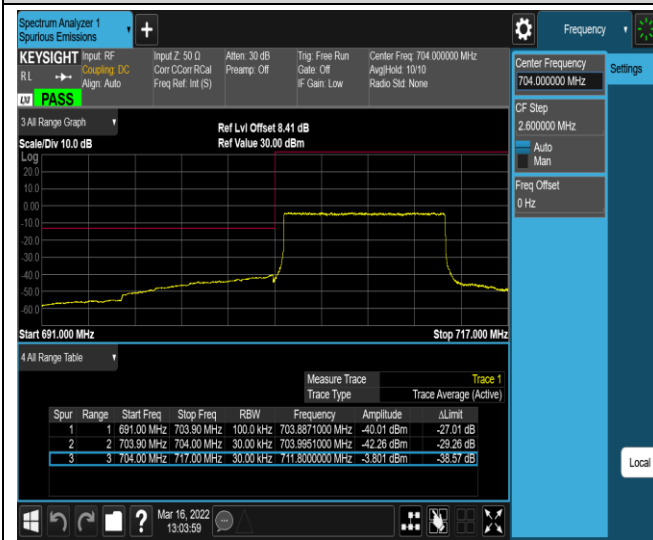 Spectrum Analyzer 1
Spurious Emissions
+
Frequency
KEYSIGHT
RL
LXI
PASS
Input: RF
Coupling: DC
Align: Auto
Input Z: 50 Ω
Corr CCorr RCal
Freq Ref: Int (S)
Atten: 30 dB
Preamp: Off
Trig: Free Run
Gate: Off
IF Gain: Low
Center Freq: 704.000000 MHz
Avg|Hold: 10/10
Radio Std: None
Center Frequency
704.000000 MHz
Settings
CF Step
2.600000 MHz
Auto
Man
Freq Offset
0 Hz
3 All Range Graph
Scale/Div 10.0 dB
Ref Lvl Offset 8.41 dB
Ref Value 30.00 dBm
Log
20.0
10.0
0.00
-10.0
-20.0
-30.0
-40.0
-50.0
-60.0
Start 691.000 MHz
Stop 717.000 MHz
4 All Range Table
Measure Trace Trace 1
Trace Type Trace Average (Active)
Spur Range Start Freq Stop Freq RBW Frequency Amplitude ΔLimit
1 1 691.00 MHz 703.90 MHz 100.0 kHz 703.8871000 MHz -40.01 dBm -27.01 dB
2 2 703.90 MHz 704.00 MHz 30.00 kHz 703.9951000 MHz -42.26 dBm -29.26 dB
3 3 704.00 MHz 717.00 MHz 30.00 kHz 711.8000000 MHz -3.801 dBm -38.57 dB
Local
?
Mar 16, 2022
13:03:59